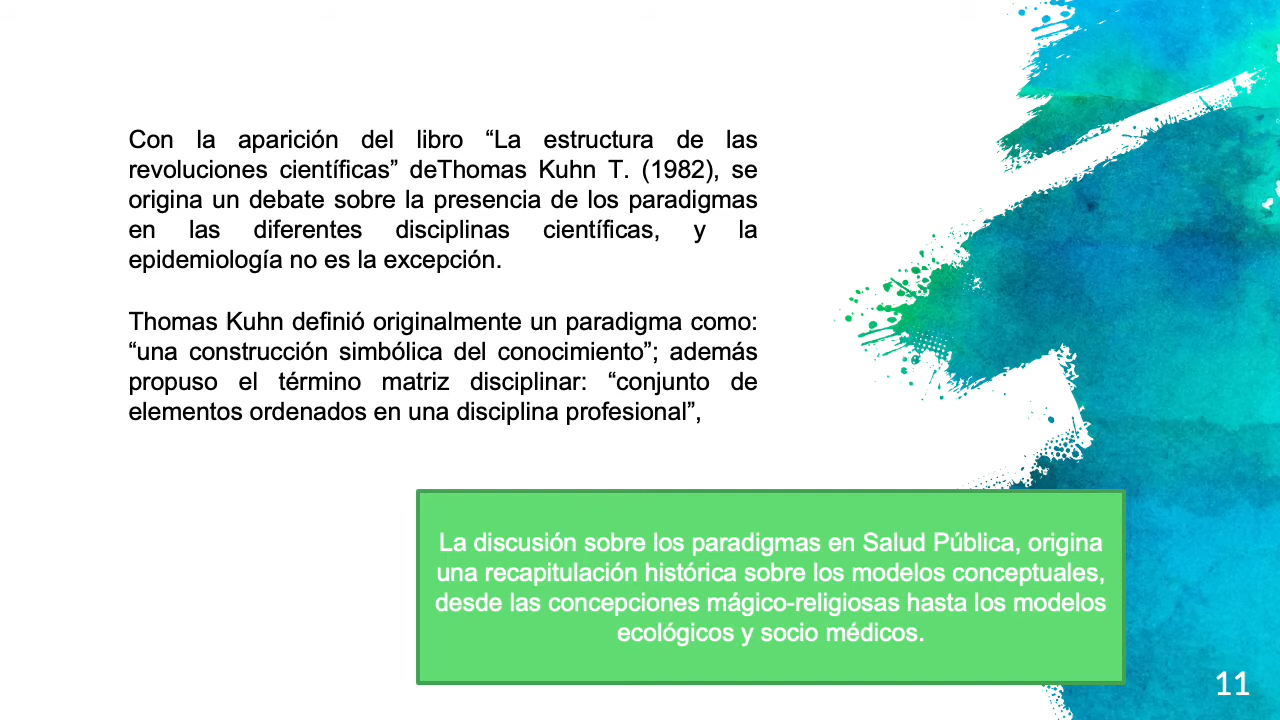 Con la aparición del libro “La estructura de las
revoluciones científicas” deThomas Kuhn T. (1982), se
origina un debate sobre la presencia de los paradigmas
en las diferentes disciplinas científicas, y la
epidemiología no es la excepción.
Thomas Kuhn definió originalmente un paradigma como:
“una construcción simbólica del conocimiento”; además
propuso el término matriz disciplinar: “conjunto de
elementos ordenados en una disciplina profesional”,
La discusión sobre los paradigmas en Salud Pública, origina
una recapitulación histórica sobre los modelos conceptuales,
desde las concepciones mágico-religiosas hasta los modelos
ecológicos y socio médicos.
11